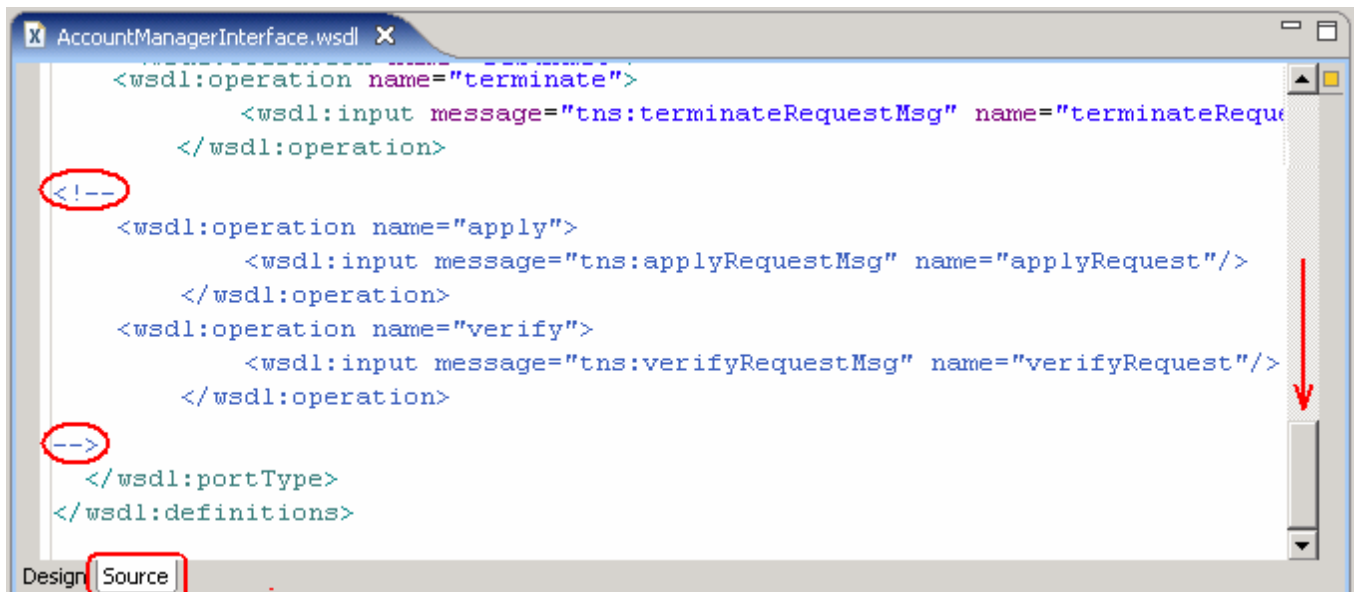 AccountManagerInterface.wsdl
<wsdl:operation name="terminate">
<wsdl:input message="tns:terminateRequestMsg" name="terminateReque
</wsdl:operation>
<!--
<wsdl:operation name="apply">
<wsdl:input message="tns:applyRequestMsg" name="applyRequest"/>
</wsdl:operation>
<wsdl:operation name="verify">
<wsdl:input message="tns:verifyRequestMsg" name="verifyRequest"/>
</wsdl:operation>
-->
</wsdl:portType>
</wsdl:definitions>
Design Source